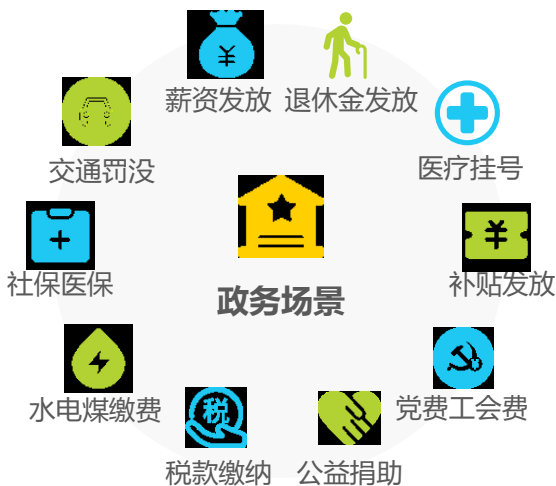 薪资发放
退休金发放
交通罚没
医疗挂号
社保医保
政务场景
补贴发放
水电煤缴费
税
党费工会费
税款缴纳
公益捐助